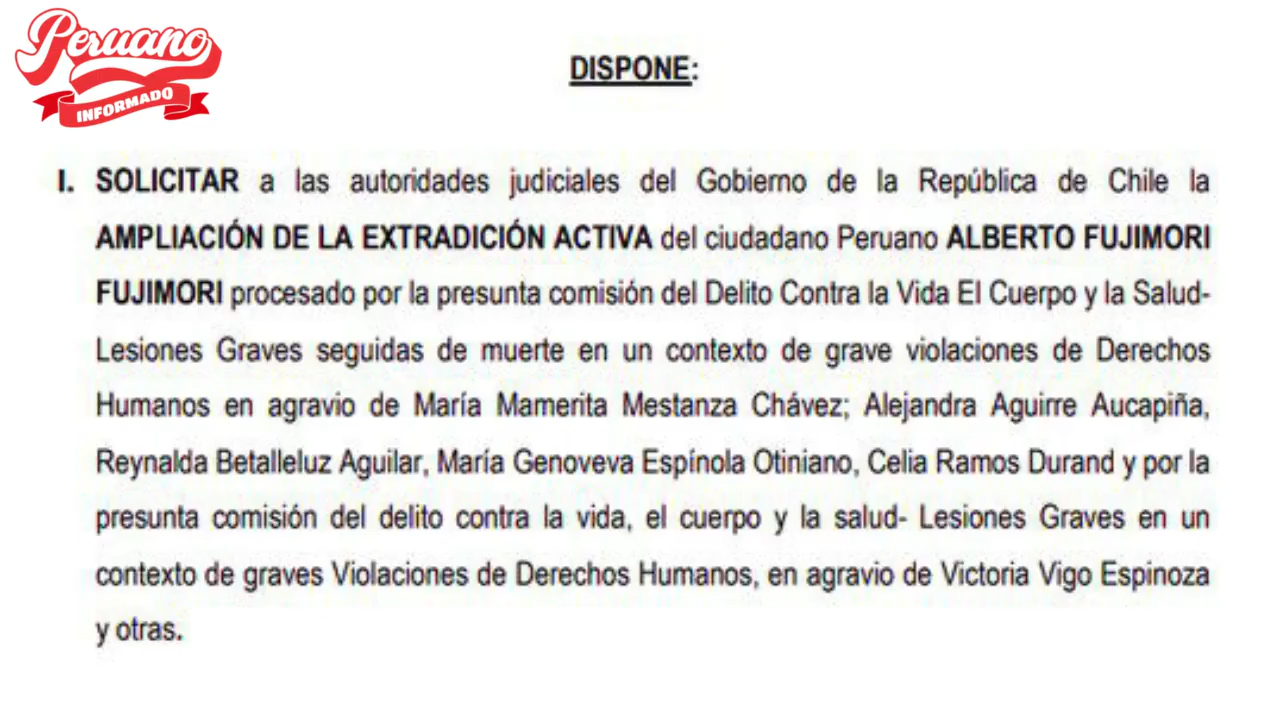 Peruano
INFORMADO
DISPONE:
I. SOLICITAR a las autoridades judiciales del Gobierno de la República de Chile la
AMPLIACIÓN DE LA EXTRADICIÓN ACTIVA del ciudadano Peruano ALBERTO FUJIMORI
FUJIMORI procesado por la presunta comisión del Delito Contra la Vida El Cuerpo y la Salud-
Lesiones Graves seguidas de muerte en un contexto de grave violaciones de Derechos
Humanos en agravio de María Mamerita Mestanza Chávez; Alejandra Aguirre Aucapiña,
Reynalda Betalleluz Aguilar, María Genoveva Espínola Otiniano, Celia Ramos Durand y por la
presunta comisión del delito contra la vida, el cuerpo y la salud- Lesiones Graves en un
contexto de graves Violaciones de Derechos Humanos, en agravio de Victoria Vigo Espinoza
y otras.